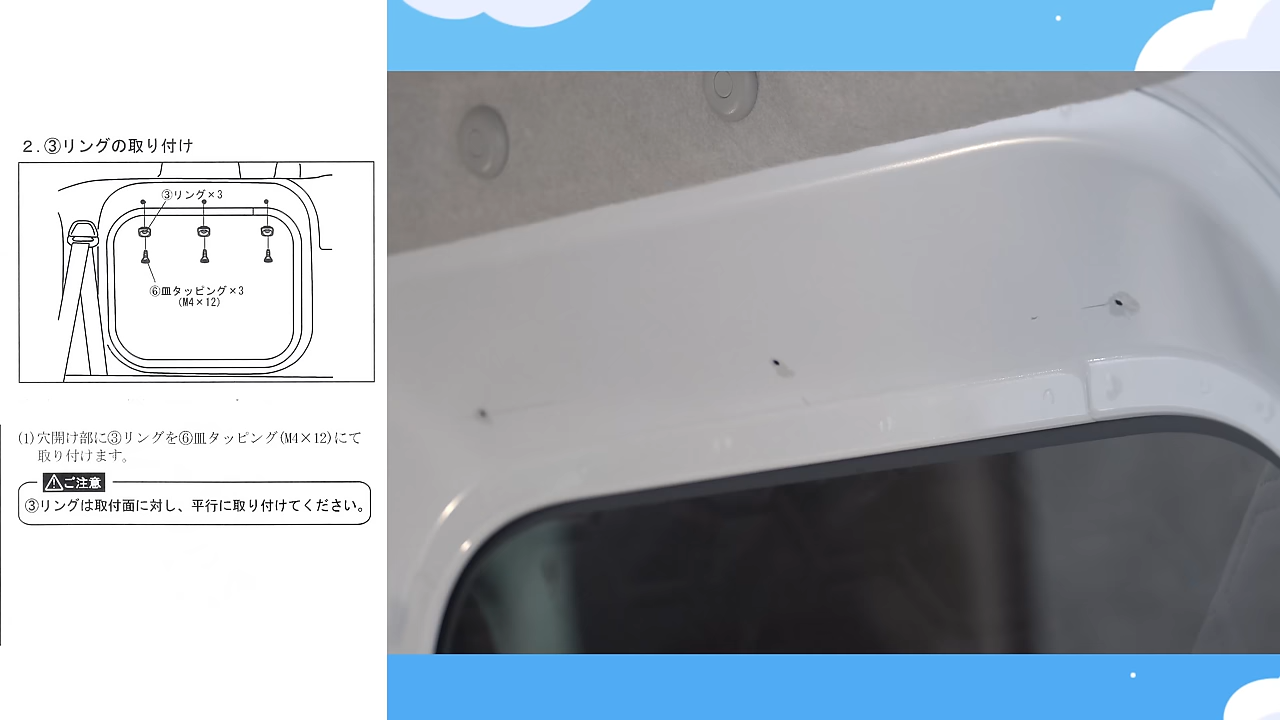 2.③リングの取り付け
③リング×3
⑥皿タッピング×3
(M4×12)
(1)穴開け部に③リングを⑥皿タッピング(M4×12)にて
取り付けます。
⚠ご注意
③リングは取付面に対し、平行に取り付けてください。